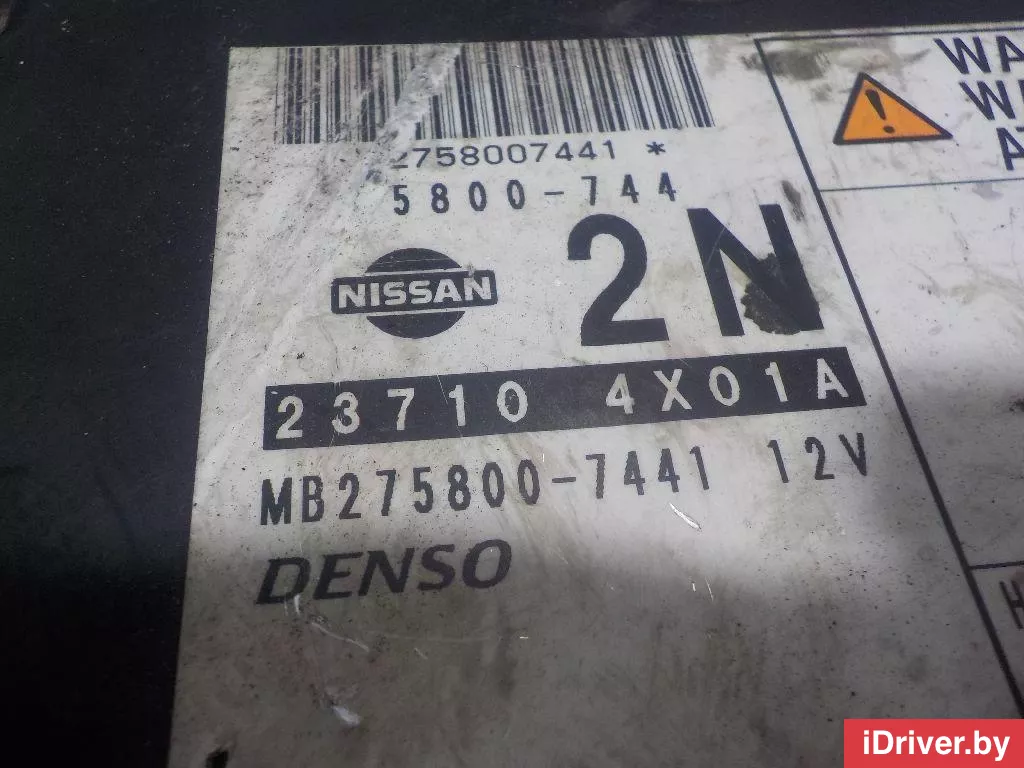 2758007441 *
5800-744
NISSAN
2N
23710 4X01A
MB275800-7441 12V
DENSO
iDriver.by